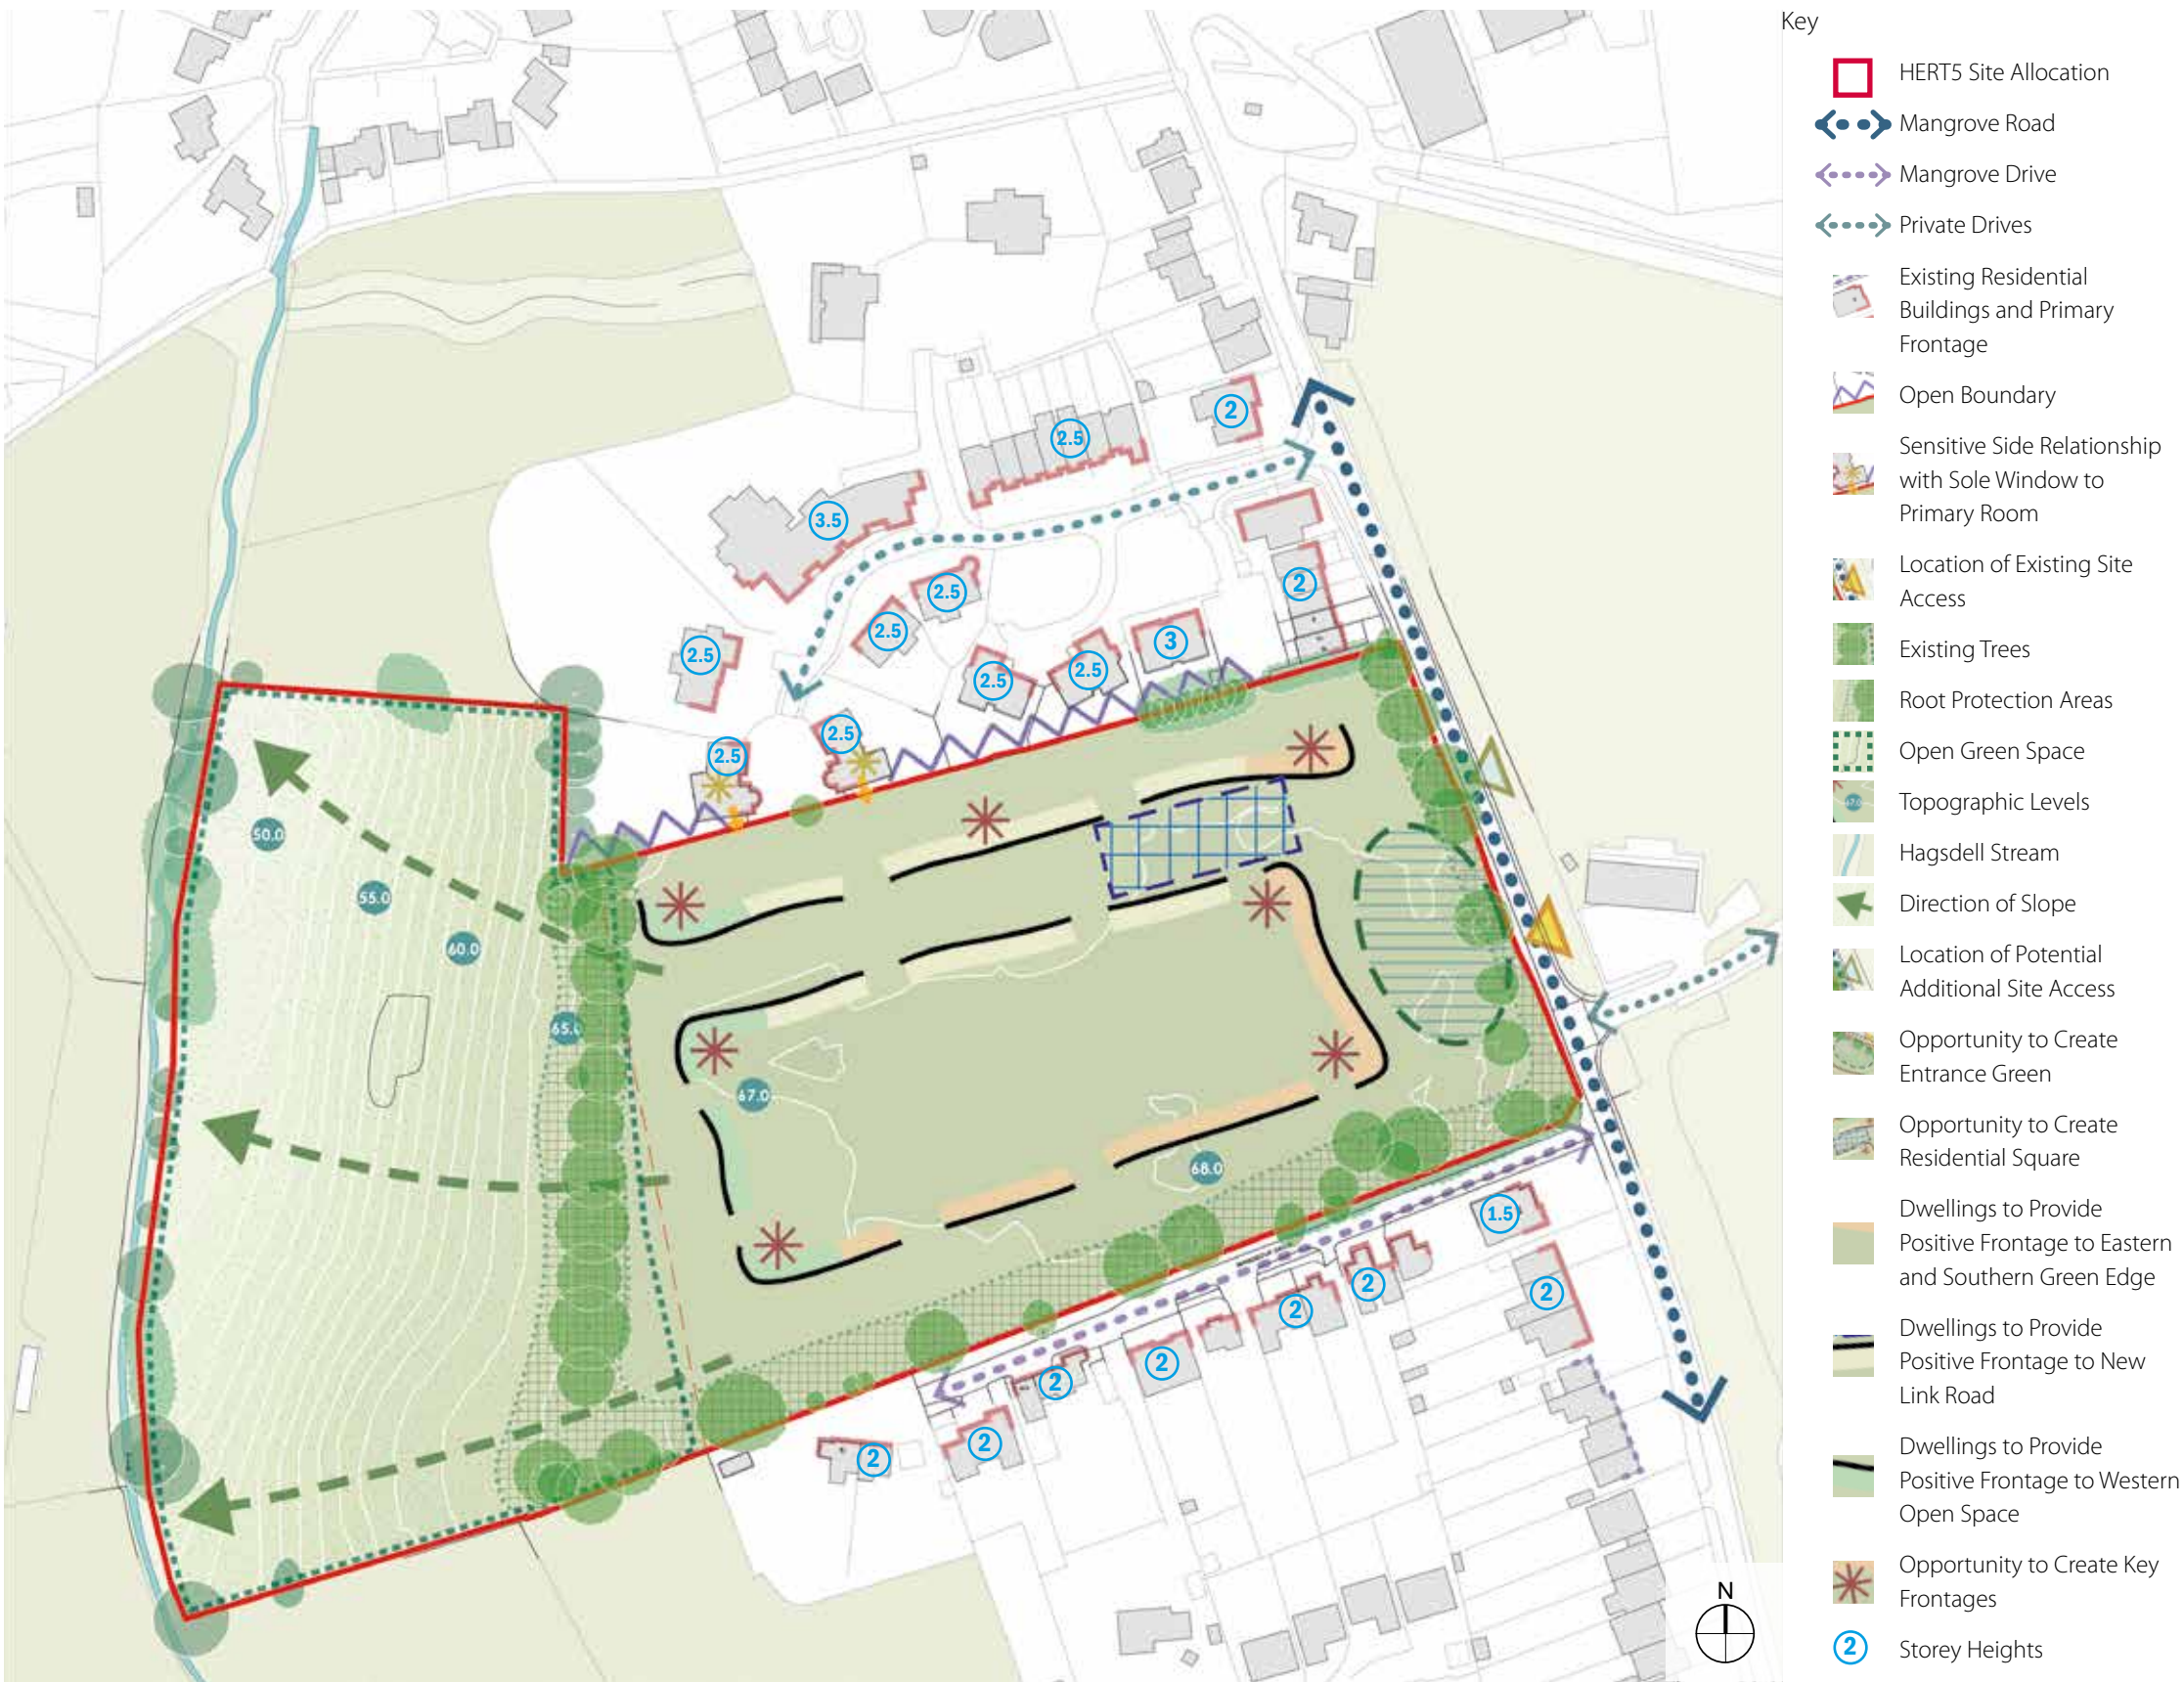 Key
HERT5 Site Allocation
Mangrove Road
Mangrove Drive
Private Drives
Existing Residential
Buildings and Primary
Frontage
Open Boundary
Sensitive Side Relationship
with Sole Window to
Primary Room
Location of Existing Site
Access
Existing Trees
Root Protection Areas
Open Green Space
Topographic Levels
Hagsdell Stream
Direction of Slope
Location of Potential
Additional Site Access
Opportunity to Create
Entrance Green
Opportunity to Create
Residential Square
Dwellings to Provide
Positive Frontage to Eastern
and Southern Green Edge
Dwellings to Provide
Positive Frontage to New
Link Road
Dwellings to Provide
Positive Frontage to Western
Open Space
Opportunity to Create Key
Frontages
2
Storey Heights
2
2.5
3.5
2
2.5
2.5
3
2.5
2.5
2.5
2.5
2.5
50.0
55.0
60.0
65.0
67.0
68.0
1.5
2
2
2
2
2
2
2
N